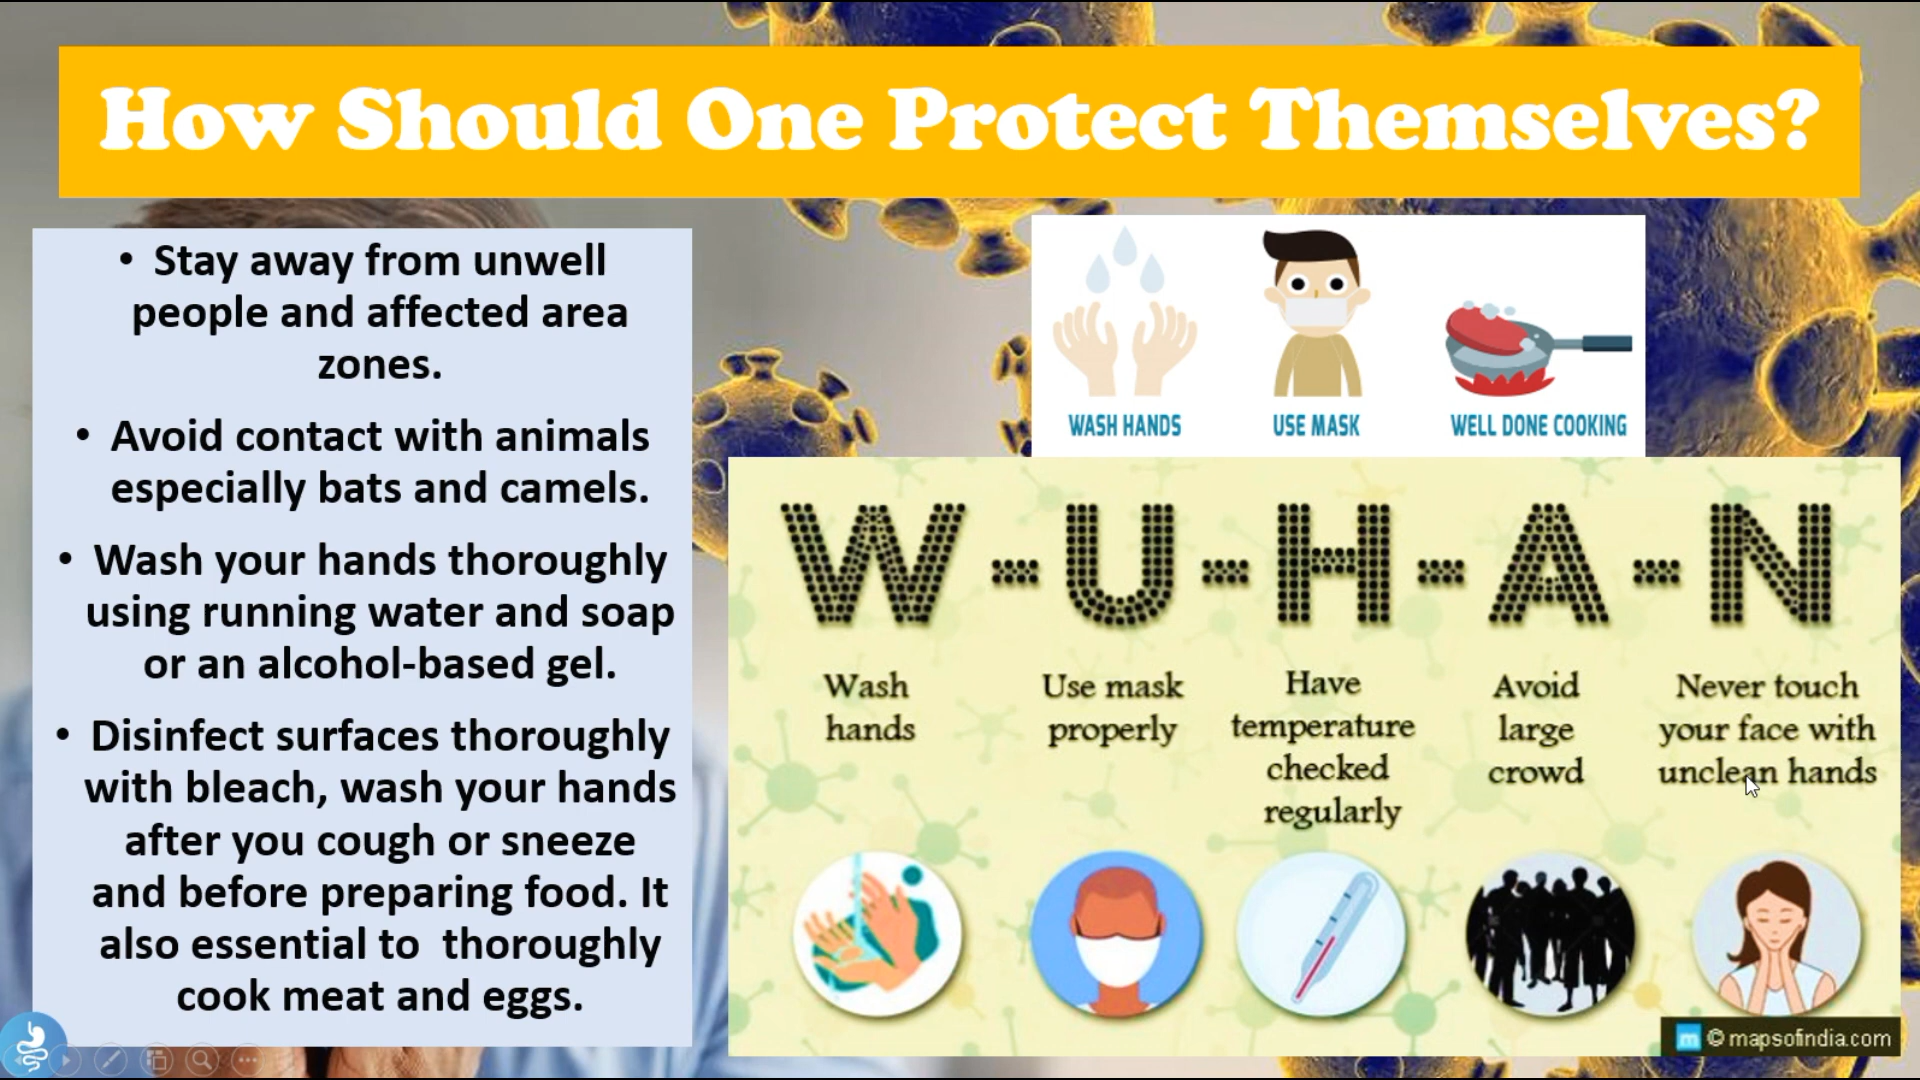 How Should One Protect Themselves?
• Stay away from unwell
people and affected area
zones.
• Avoid contact with animals
especially bats and camels.
• Wash your hands thoroughly
using running water and soap
or an alcohol-based gel.
• Disinfect surfaces thoroughly
with bleach, wash your hands
after you cough or sneeze
and before preparing food. It
also essential to  thoroughly
cook meat and eggs.
WASH HANDS
USE MASK
WELL DONE COOKING
W-U-H-A-N
Wash
hands
Use mask
properly
Have
temperature
checked
regularly
Avoid
large
crowd
Never touch
your face with
unclean hands
m © mapsofindia.com